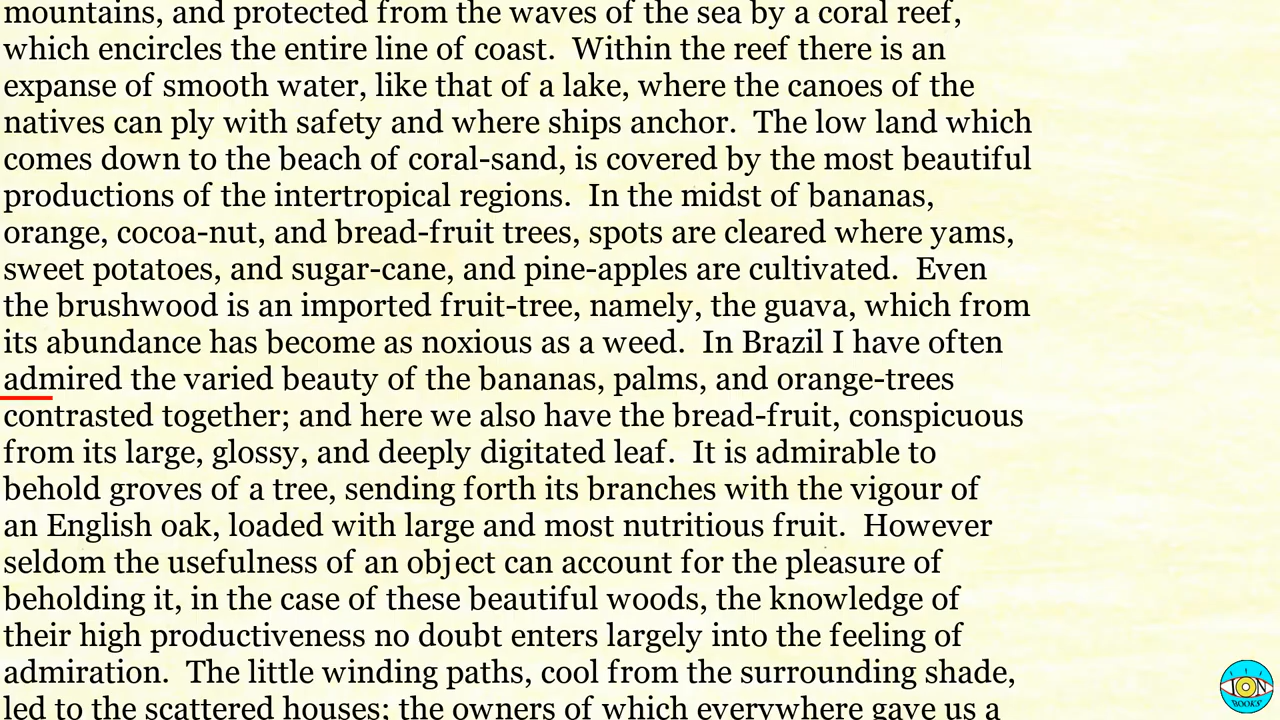 mountains, and protected from the waves of the sea by a coral reef,
which encircles the entire line of coast.  Within the reef there is an
expanse of smooth water, like that of a lake, where the canoes of the
natives can ply with safety and where ships anchor.  The low land which
comes down to the beach of coral-sand, is covered by the most beautiful
productions of the intertropical regions.  In the midst of bananas,
orange, cocoa-nut, and bread-fruit trees, spots are cleared where yams,
sweet potatoes, and sugar-cane, and pine-apples are cultivated.  Even
the brushwood is an imported fruit-tree, namely, the guava, which from
its abundance has become as noxious as a weed.  In Brazil I have often
admired the varied beauty of the bananas, palms, and orange-trees
contrasted together; and here we also have the bread-fruit, conspicuous
from its large, glossy, and deeply digitated leaf.  It is admirable to
behold groves of a tree, sending forth its branches with the vigour of
an English oak, loaded with large and most nutritious fruit.  However
seldom the usefulness of an object can account for the pleasure of
beholding it, in the case of these beautiful woods, the knowledge of
their high productiveness no doubt enters largely into the feeling of
admiration.  The little winding paths, cool from the surrounding shade,
led to the scattered houses; the owners of which everywhere gave us a
ION
BOOKS